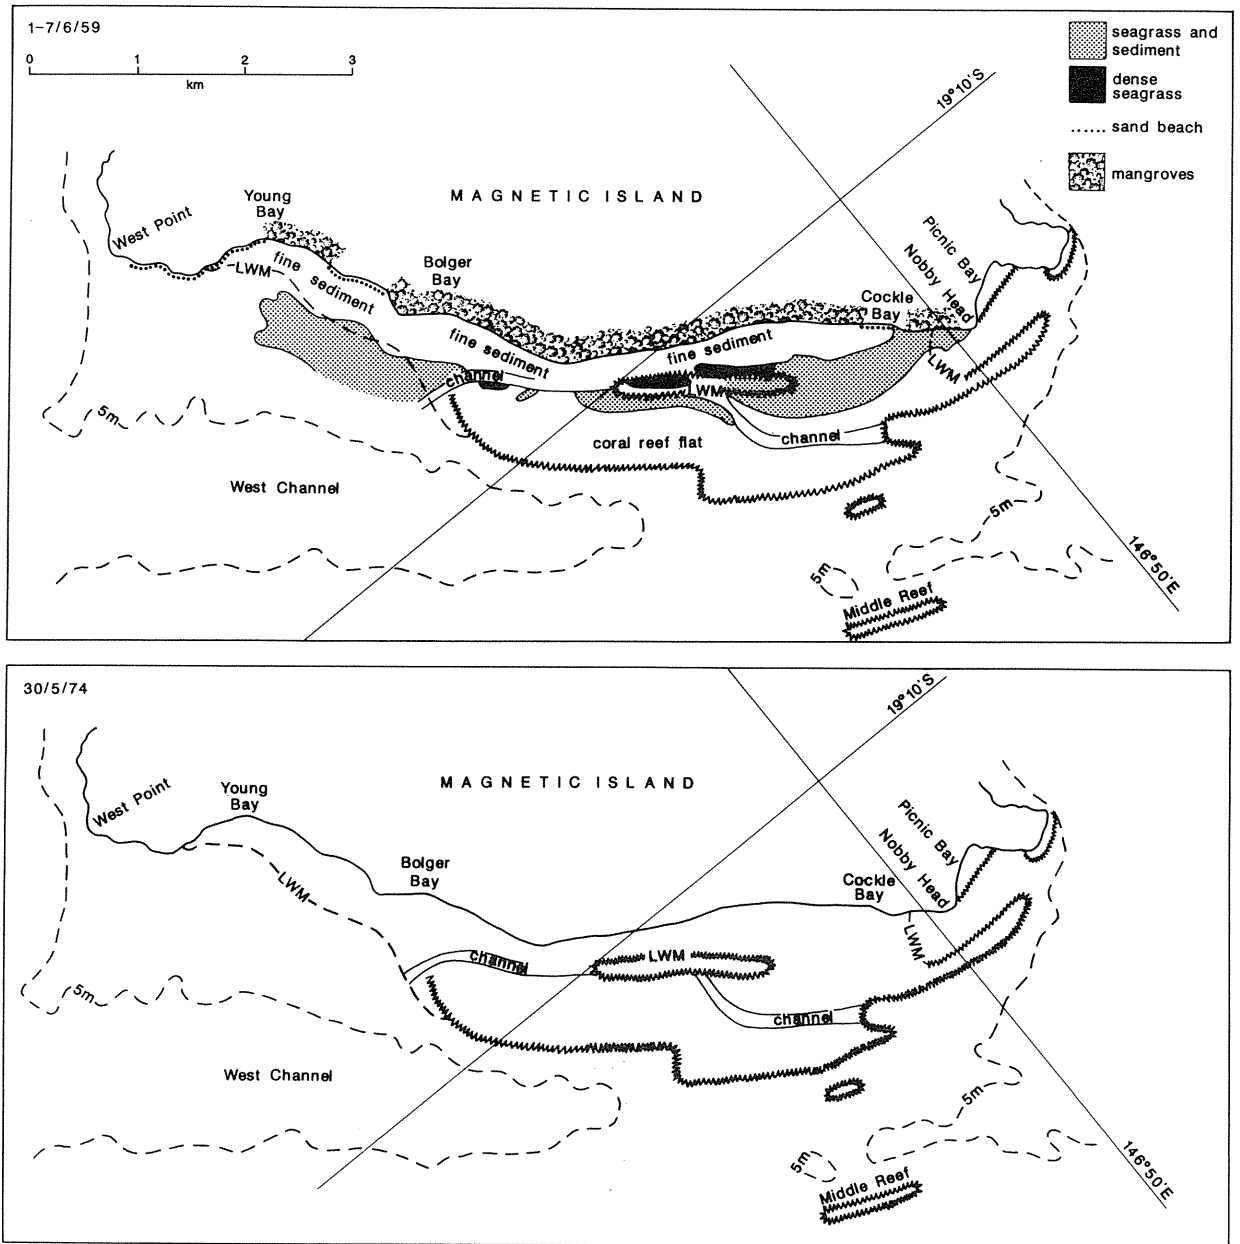 1-7/6/59
0 1 2 3
km
seagrass and
sediment
dense
seagrass
sand beach
mangroves
19°10'S
MAGNETIC ISLAND
Young
Bay
West Point
LWM
fine sediment
Bolger
Bay
fine sediment
fine sediment
Cockle
Bay
Picnic Bay
Nobby Head
LWM
channel
LWM
channel
coral reef flat
5m
West Channel
5m
5m
146°50'E
Middle Reef
30/5/74
19°10'S
MAGNETIC ISLAND
Young
Bay
West Point
LWM
Bolger
Bay
Cockle
Bay
Picnic Bay
Nobby Head
LWM
channel
LWM
channel
5m
West Channel
5m
5m
146°50'E
Middle Reef